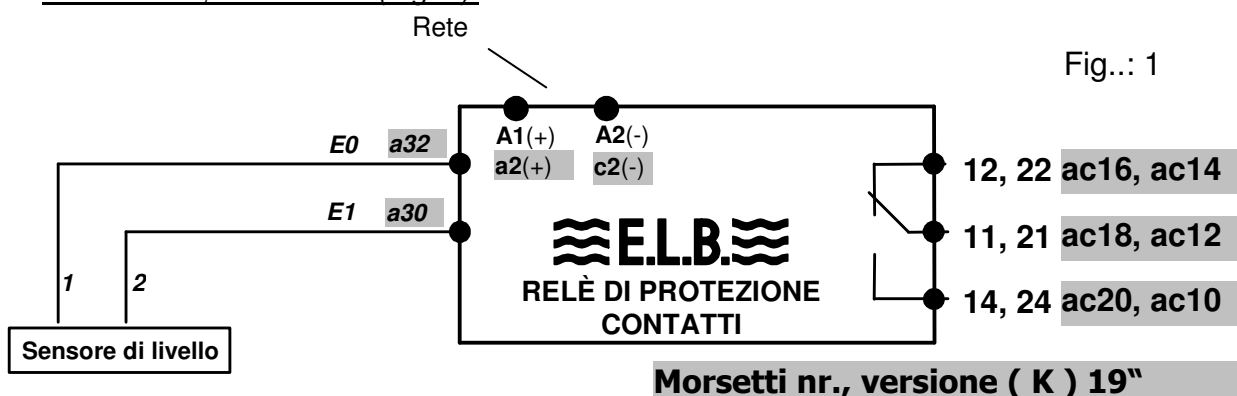 Rete
Fig..: 1
E0 a32
A1(+) A2(-)
a2(+) c2(-)
12, 22 ac16, ac14
E1 a30
E.L.B.
11, 21 ac18, ac12
RELÈ DI PROTEZIONE
CONTATTI
14, 24 ac20, ac10
1 2
Sensore di livello
Morsetti nr., versione ( K ) 19“